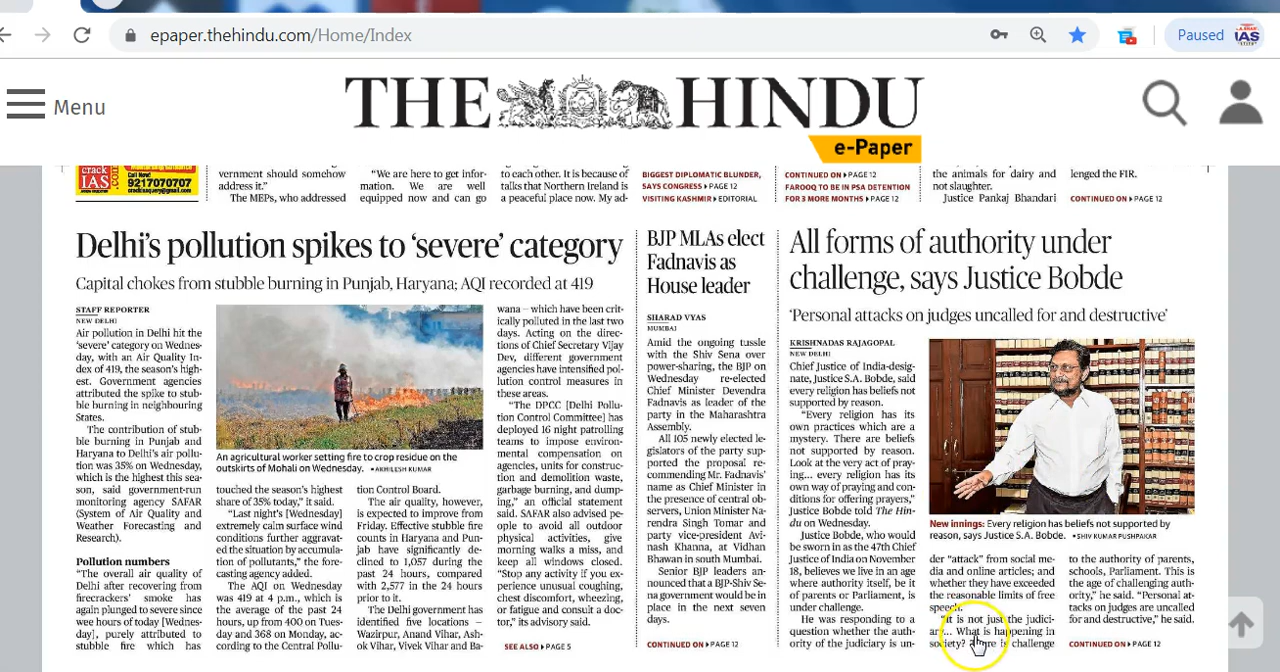 epaper.thehindu.com/Home/Index
Paused
IAS
Menu
THE HINDU
e-Paper
crack
IAS
.com
Call Now
9217070707
crackiasquery@gmail.com
vernment should somehow
address it."
The MEPs, who addressed
"We are here to get infor-
mation. We are well
equipped now and can go
to each other. It is because of
talks that Northern Ireland is
a peaceful place now. My ad-
BIGGEST DIPLOMATIC BLUNDER,
SAYS CONGRESS PAGE 12
VISITING KASHMIR EDITORIAL
CONTINUED ON PAGE 12
FAROOQ TO BE IN PSA DETENTION
FOR 3 MORE MONTHS PAGE 12
the animals for dairy and
not slaughter.
Justice Pankaj Bhandari
lenged the FIR.
CONTINUED ON PAGE 12
Delhi's pollution spikes to 'severe' category
Capital chokes from stubble burning in Punjab, Haryana; AQI recorded at 419
STAFF REPORTER
NEW DELHI
Air pollution in Delhi hit the
'severe' category on Wednes-
day, with an Air Quality In-
dex of 419, the season's high-
est. Government agencies
attributed the spike to stub-
ble burning in neighbouring
States.
The contribution of stub-
ble burning in Punjab and
Haryana to Delhi's air pollu-
tion was 35% on Wednesday,
which is the highest this sea-
son, said government-run
monitoring agency SAFAR
(System of Air Quality and
Weather Forecasting and
Research).
Pollution numbers
"The overall air quality of
Delhi after recovering from
firecrackers' smoke has
again plunged to severe since
wee hours of today [Wednes-
day], purely attributed to
stubble fire which has
An agricultural worker setting fire to crop residue on the
outskirts of Mohali on Wednesday. • AKHILESH KUMAR
touched the season's highest
share of 35% today," it said.
"Last night's [Wednesday]
extremely calm surface wind
conditions further aggravat-
ed the situation by accumula-
tion of pollutants," the fore-
casting agency added.
The AQI on Wednesday
was 419 at 4 p.m., which is
the average of the past 24
hours, up from 400 on Tues-
day and 368 on Monday, ac-
cording to the Central Pollu-
tion Control Board.
The air quality, however,
is expected to improve from
Friday. Effective stubble fire
counts in Haryana and Pun-
jab have significantly de-
clined to 1,057 during the
past 24 hours, compared
with 2,577 in the 24 hours
prior to it.
The Delhi government has
identified five locations –
Wazirpur, Anand Vihar, Ash-
ok Vihar, Vivek Vihar and Ba-
wana – which have been crit-
ically polluted in the last two
days. Acting on the direc-
tions of Chief Secretary Vijay
Dev, different government
agencies have intensified pol-
lution control measures in
these areas.
"The DPCC [Delhi Pollu-
tion Control Committee] has
deployed 16 night patrolling
teams to impose environ-
mental compensation on
agencies, units for construc-
tion and demolition waste,
garbage burning, and dump-
ing," an official statement
said. SAFAR also advised peo-
ple to avoid all outdoor
physical activities, give
morning walks a miss, and
keep all windows closed.
"Stop any activity if you ex-
perience unusual coughing,
chest discomfort, wheezing,
or fatigue and consult a doc-
tor," its advisory said.
SEE ALSO PAGE 5
BJP MLAs elect
Fadnavis as
House leader
SHARAD VYAS
MUMBAI
Amid the ongoing tussle
with the Shiv Sena over
power-sharing, the BJP on
Wednesday re-elected
Chief Minister Devendra
Fadnavis as leader of the
party in the Maharashtra
Assembly.
All 105 newly elected le-
gislators of the party sup-
ported the proposal re-
commending Mr. Fadnavis'
name as Chief Minister in
the presence of central ob-
servers, Union Minister Na-
rendra Singh Tomar and
party vice-president Avi-
nash Khanna, at Vidhan
Bhawan in south Mumbai.
Senior BJP leaders an-
nounced that a BJP-Shiv Se-
na government would be in
place in the next seven
days.
CONTINUED ON PAGE 12
All forms of authority under
challenge, says Justice Bobde
'Personal attacks on judges uncalled for and destructive'
KRISHNADAS RAJAGOPAL
NEW DELHI
Chief Justice of India-desig-
nate, Justice S.A. Bobde, said
every religion has beliefs not
supported by reason.
"Every religion has its
own practices which are a
mystery. There are beliefs
not supported by reason.
Look at the very act of pray-
ing... every religion has its
own way of praying and con-
ditions for offering prayers,"
Justice Bobde told The Hin-
du on Wednesday.
Justice Bobde, who would
be sworn in as the 47th Chief
Justice of India on November
18, believes we live in an age
where authority itself, be it
of parents or Parliament, is
under challenge.
He was responding to a
question whether the auth-
ority of the judiciary is un-
New innings: Every religion has beliefs not supported by
reason, says Justice S.A. Bobde. • SHIV KUMAR PUSHPAKAR
der "attack" from social me-
dia and online articles; and
whether they have exceeded
the reasonable limits of free
speech.
"It is not just the judici-
ary... What is happening in
society? There is challenge
to the authority of parents,
schools, Parliament. This is
the age of challenging auth-
ority," he said. "Personal at-
tacks on judges are uncalled
for and destructive," he said.
CONTINUED ON PAGE 12